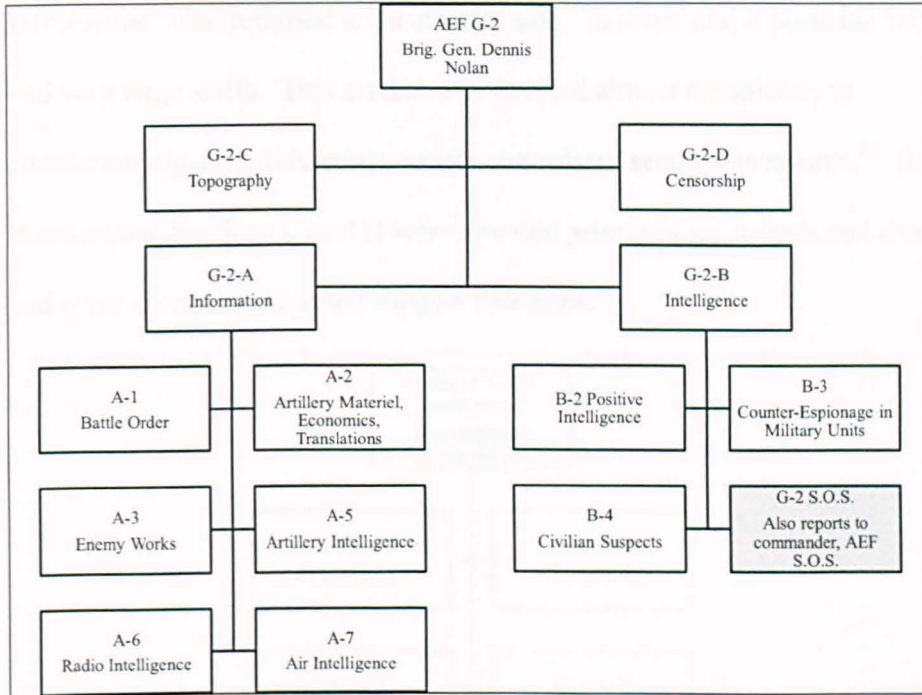 AEF G-2
Brig. Gen. Dennis
Nolan
G-2-C
Topography
G-2-D
Censorship
G-2-A
Information
G-2-B
Intelligence
A-1
Battle Order
A-2
Artillery Materiel,
Economics,
Translations
B-2 Positive
Intelligence
B-3
Counter-Espionage in
Military Units
A-3
Enemy Works
A-5
Artillery Intelligence
B-4
Civilian Suspects
G-2 S.O.S.
Also reports to
commander, AEF
S.O.S.
A-6
Radio Intelligence
A-7
Air Intelligence